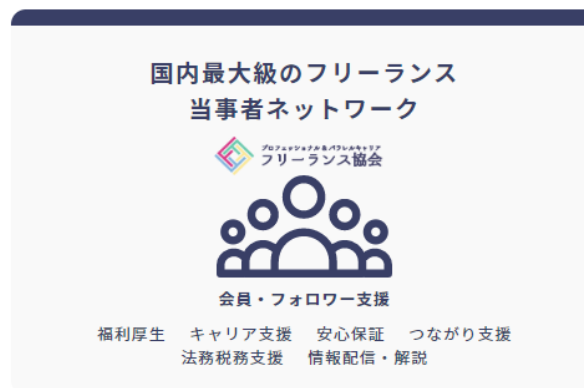 国内最大級のフリーランス
当事者ネットワーク
プロフェッショナル&パラレルキャリア
フリーランス協会
会員・フォロワー支援
福利厚生 キャリア支援 安心保証 つながり支援
法務税務支援 情報配信・解説